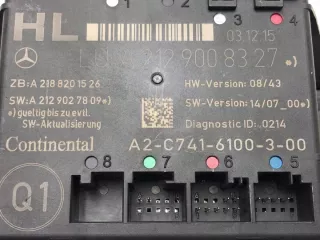 2 3 4
HL 03.12.15
212 900 83 27 *)
ZB: A 218 820 15 26 HW-Version: 08/43
SW: A 212 902 78 09 *) SW-Version: 14/07_00 *)
*) gueltig bis zu evil. Diagnostic ID: 0214
SW-Aktualisierung
Continental A2-C741-6100-3-00
8 7 6 5
Q1